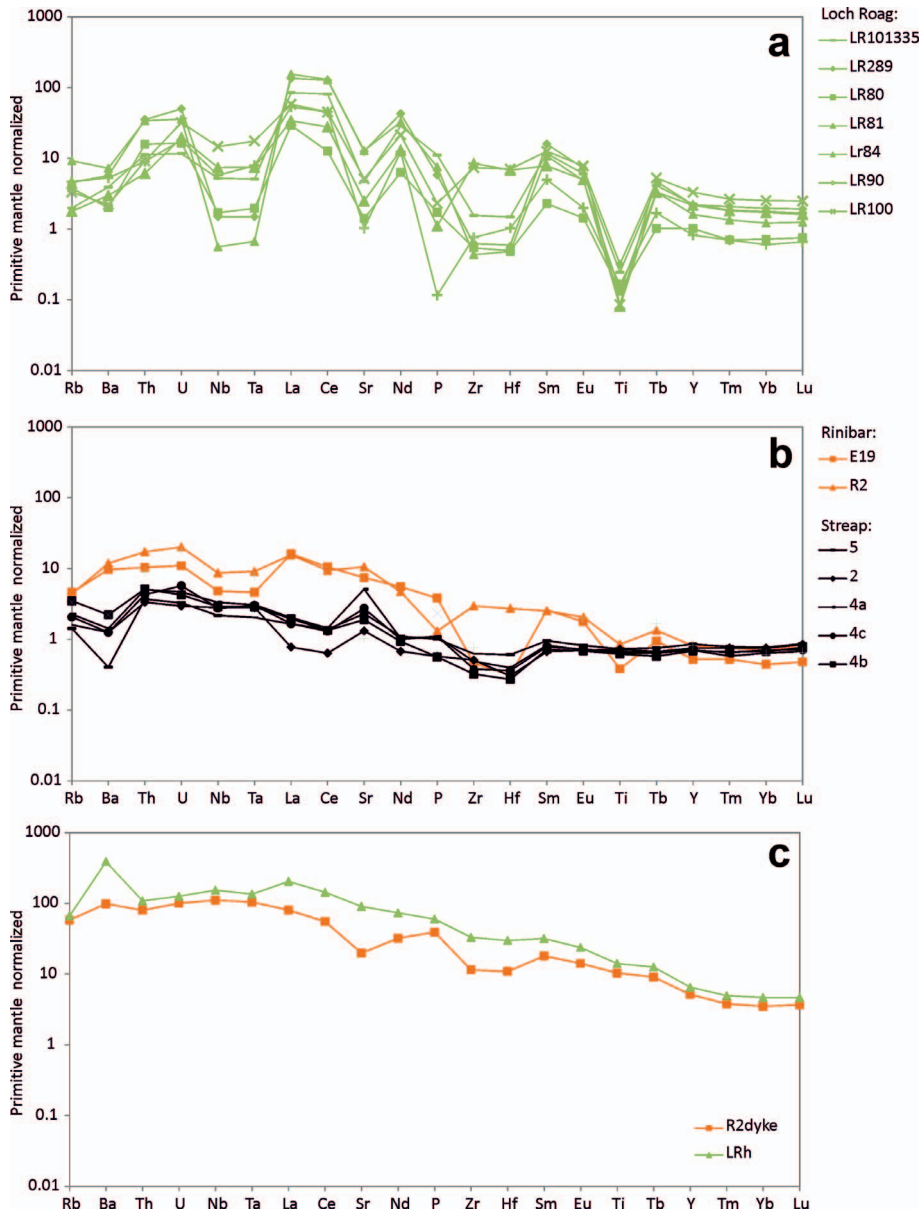 a
Loch Roag:
LR101335
LR289
LR80
LR81
Lr84
LR90
LR100
Primitive mantle normalized
1000
100
10
1
0.1
0.01
Rb Ba Th U Nb Ta La Ce Sr Nd P Zr Hf Sm Eu Ti Tb Y Tm Yb Lu
b
Rinibar:
E19
R2
Streap:
5
2
4a
4c
4b
Primitive mantle normalized
1000
100
10
1
0.1
0.01
Rb Ba Th U Nb Ta La Ce Sr Nd P Zr Hf Sm Eu Ti Tb Y Tm Yb Lu
c
Primitive mantle normalized
1000
100
10
1
0.1
0.01
R2dyke
LRh
Rb Ba Th U Nb Ta La Ce Sr Nd P Zr Hf Sm Eu Ti Tb Y Tm Yb Lu